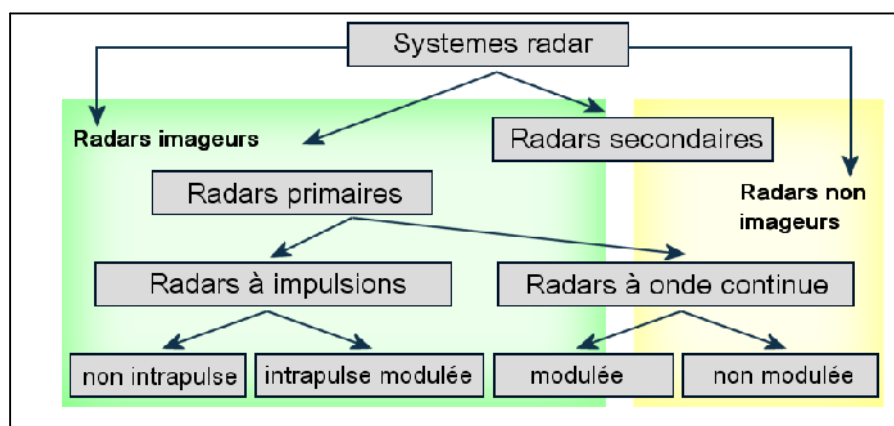 Systemes radar
Radars imageurs
Radars secondaires
Radars primaires
Radars non
imageurs
Radars à impulsions
Radars à onde continue
non intrapulse
intrapulse modulée
modulée
non modulée